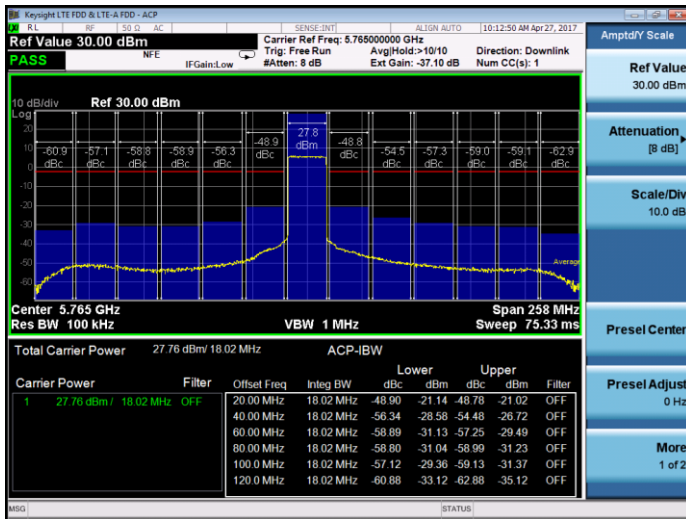 Keysight LTE FDD & LTE-A FDD - ACP
RL RF 50 Ω AC SENSE:INT ALIGN AUTO 10:12:50 AM Apr 27, 2017
Ref Value 30.00 dBm
PASS
NFE
IFGain:Low
Carrier Ref Freq: 5.765000000 GHz
Trig: Free Run
#Atten: 8 dB
Avg|Hold:>10/10
Ext Gain: -37.10 dB
Direction: Downlink
Num CC(s): 1
10 dB/div Ref 30.00 dBm
Log
20
10
0
-10
-20
-30
-40
-50
-60
-60.9 dBc
-57.1 dBc
-58.8 dBc
-58.9 dBc
-56.3 dBc
-48.9 dBc
27.8 dBm
-48.8 dBc
-54.5 dBc
-57.3 dBc
-59.0 dBc
-59.1 dBc
-62.9 dBc
Average
Center 5.765 GHz Span 258 MHz
Res BW 100 kHz VBW 1 MHz Sweep 75.33 ms
Total Carrier Power 27.76 dBm/ 18.02 MHz ACP-IBW
Lower Upper
Carrier Power Filter Offset Freq Integ BW dBc dBm dBc dBm Filter
1 27.76 dBm / 18.02 MHz OFF
20.00 MHz 18.02 MHz -48.90 -21.14 -48.78 -21.02 OFF
40.00 MHz 18.02 MHz -56.34 -28.58 -54.48 -26.72 OFF
60.00 MHz 18.02 MHz -58.89 -31.13 -57.25 -29.49 OFF
80.00 MHz 18.02 MHz -58.80 -31.04 -58.99 -31.23 OFF
100.0 MHz 18.02 MHz -57.12 -29.36 -59.13 -31.37 OFF
120.0 MHz 18.02 MHz -60.88 -33.12 -62.88 -35.12 OFF
MSG STATUS
Amptd/Y Scale
Ref Value
30.00 dBm
Attenuation
[8 dB]
Scale/Div
10.0 dB
Presel Center
Presel Adjust
0 Hz
More
1 of 2